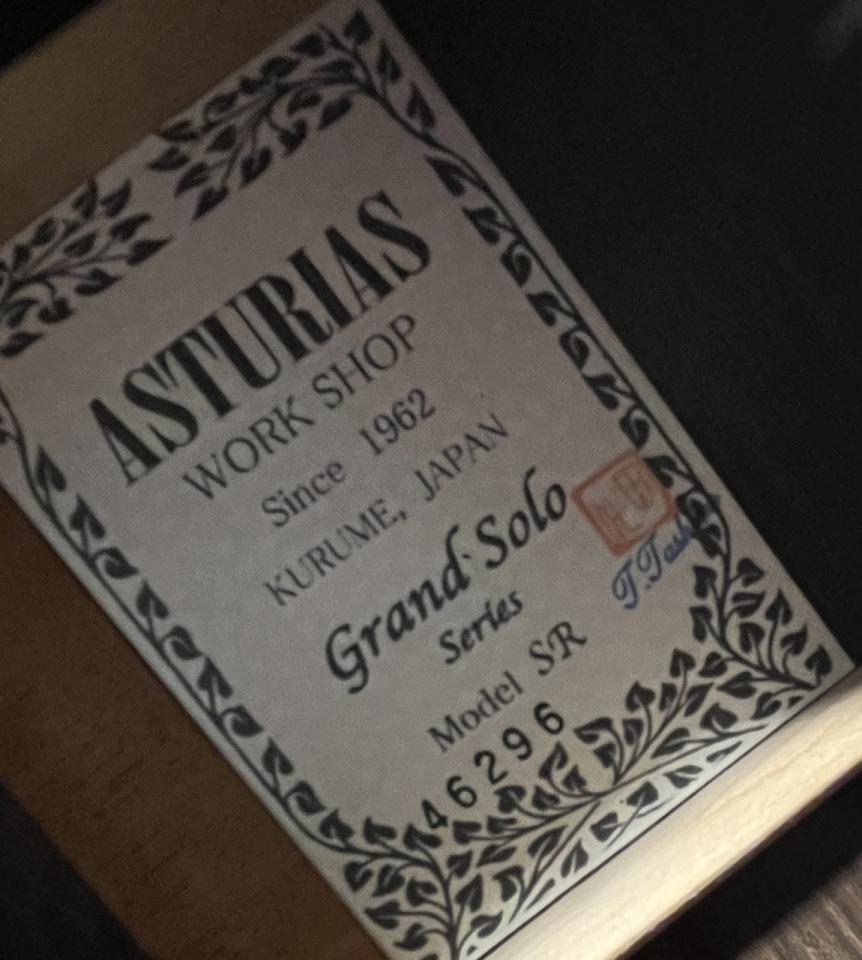 ASTURIAS
WORK SHOP
Since 1962
KURUME, JAPAN
Grand Solo
Series
Model SR
46296